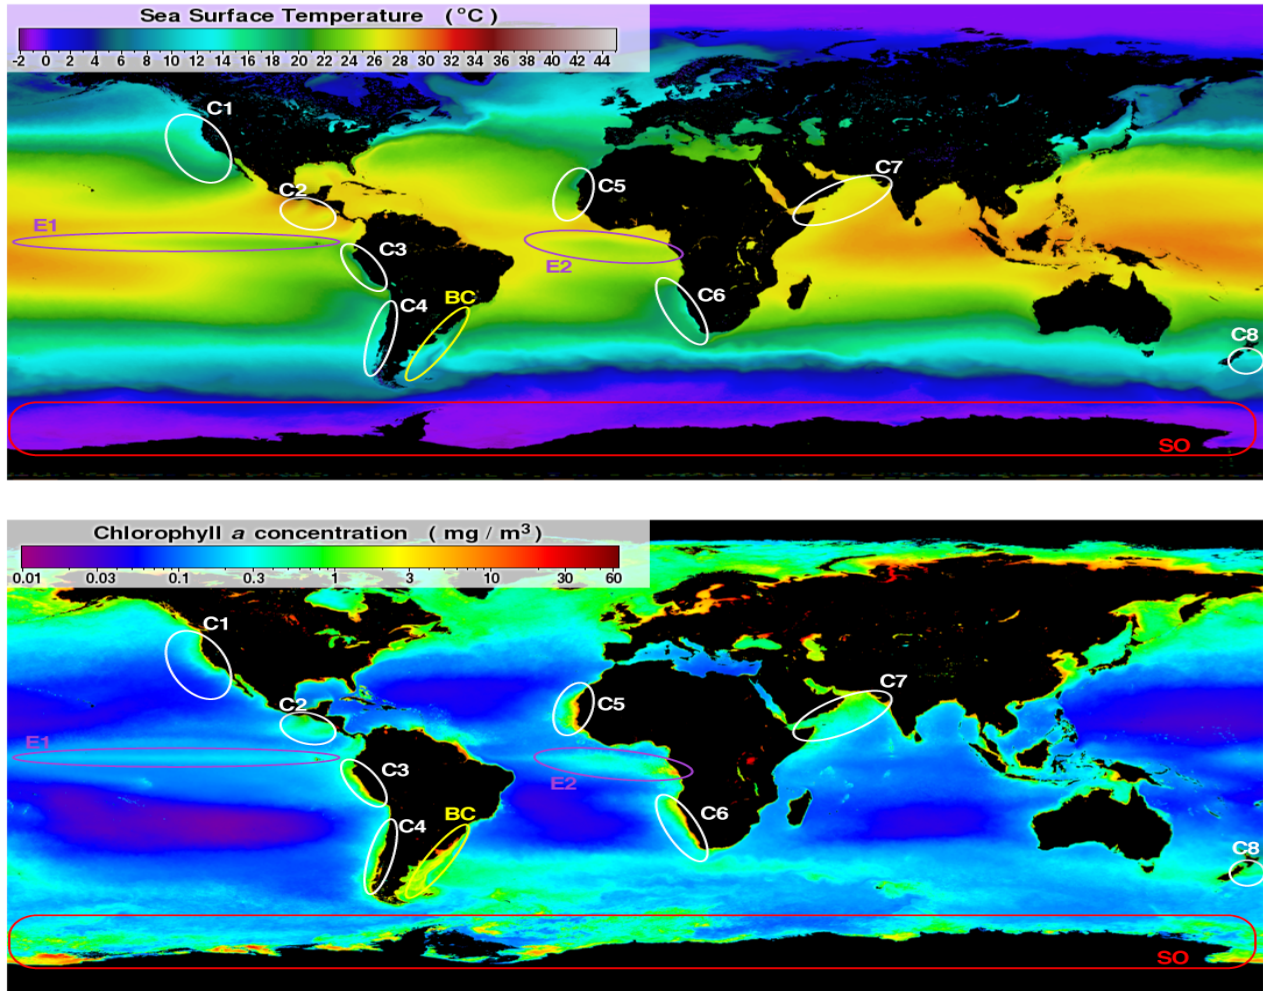 Sea Surface Temperature (°C)
-2 0 2 4 6 8 10 12 14 16 18 20 22 24 26 28 30 32 34 36 38 40 42 44
C1
C2
C7
C5
E1
C3
E2
C4
BC
C6
C8
SO
Chlorophyll a concentration ( mg / m³)
0.01 0.03 0.1 0.3 1 3 10 30 60
C1
C7
C5
C2
E1
C3
E2
C4
BC
C6
C8
SO